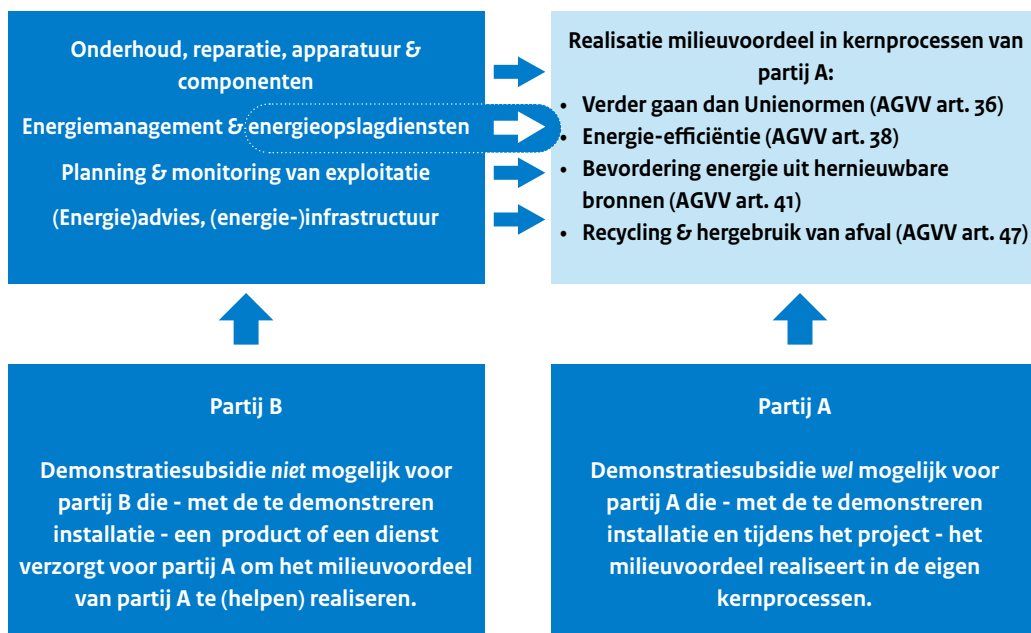 Onderhoud, reparatie, apparatuur &
componenten
Energiemanagement & energieopslagdiensten
Planning & monitoring van exploitatie
(Energie)advies, (energie-)infrastructuur
Realisatie milieuvoordeel in kernprocessen van
partij A:
• Verder gaan dan Unienormen (AGVV art. 36)
• Energie-efficiëntie (AGVV art. 38)
• Bevordering energie uit hernieuwbare
bronnen (AGVV art. 41)
• Recycling & hergebruik van afval (AGVV art. 47)
Partij B
Demonstratiesubsidie niet mogelijk voor
partij B die - met de te demonstreren
installatie - een product of een dienst
verzorgt voor partij A om het milieuvoordeel
van partij A te (helpen) realiseren.
Partij A
Demonstratiesubsidie wel mogelijk voor
partij A die - met de te demonstreren
installatie en tijdens het project - het
milieuvoordeel realiseert in de eigen
kernprocessen.